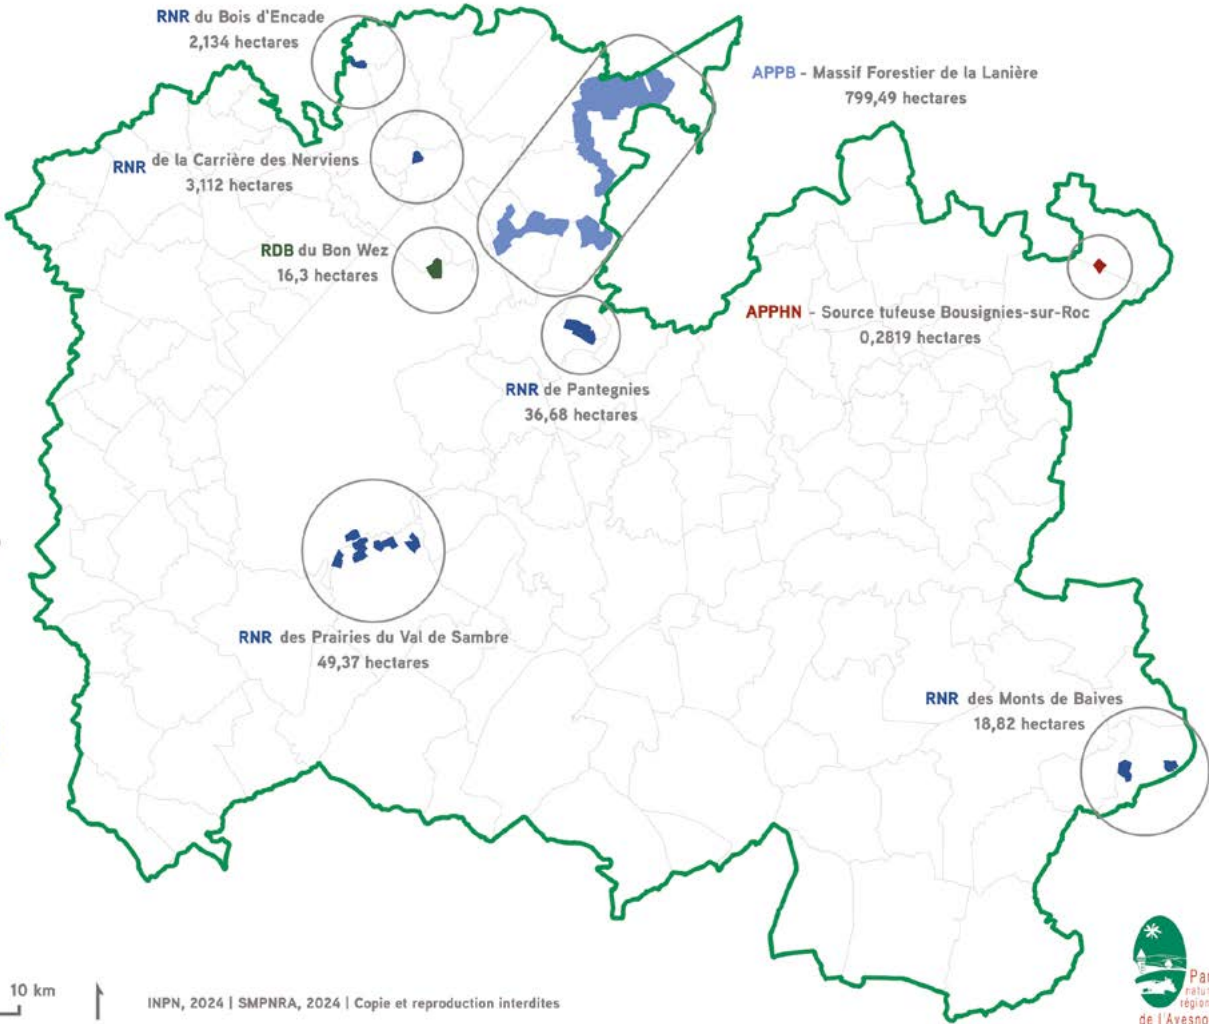 RNR du Bois d'Encade
2,134 hectares
APPB - Massif Forestier de la Lanière
799,49 hectares
RNR de la Carrière des Nerviens
3,112 hectares
RDB du Bon Wez
16,3 hectares
APPHN - Source tufeuse Bousignies-sur-Roc
0,2819 hectares
RNR de Pantegnies
36,68 hectares
RNR des Prairies du Val de Sambre
49,37 hectares
RNR des Monts de Baives
18,82 hectares
10 km
INPN, 2024 | SMPNRA, 2024 | Copie et reproduction interdites
de l'Avesno